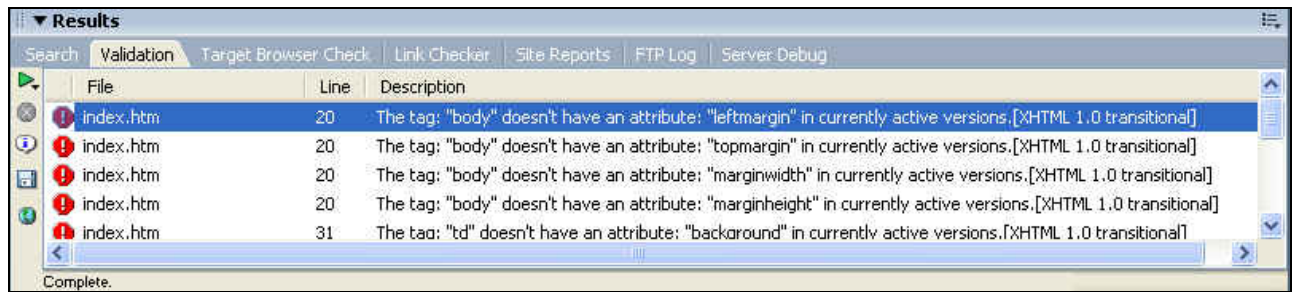 Results
Search Validation Target Browser Check Link Checker Site Reports FTP Log Server Debug
File Line Description
index.htm 20 The tag: "body" doesn't have an attribute: "leftmargin" in currently active versions.[XHTML 1.0 transitional]
index.htm 20 The tag: "body" doesn't have an attribute: "topmargin" in currently active versions.[XHTML 1.0 transitional]
index.htm 20 The tag: "body" doesn't have an attribute: "marginwidth" in currently active versions.[XHTML 1.0 transitional]
index.htm 20 The tag: "body" doesn't have an attribute: "marginheight" in currently active versions.[XHTML 1.0 transitional]
index.htm 31 The tag: "td" doesn't have an attribute: "background" in currently active versions.[XHTML 1.0 transitional]
Complete.